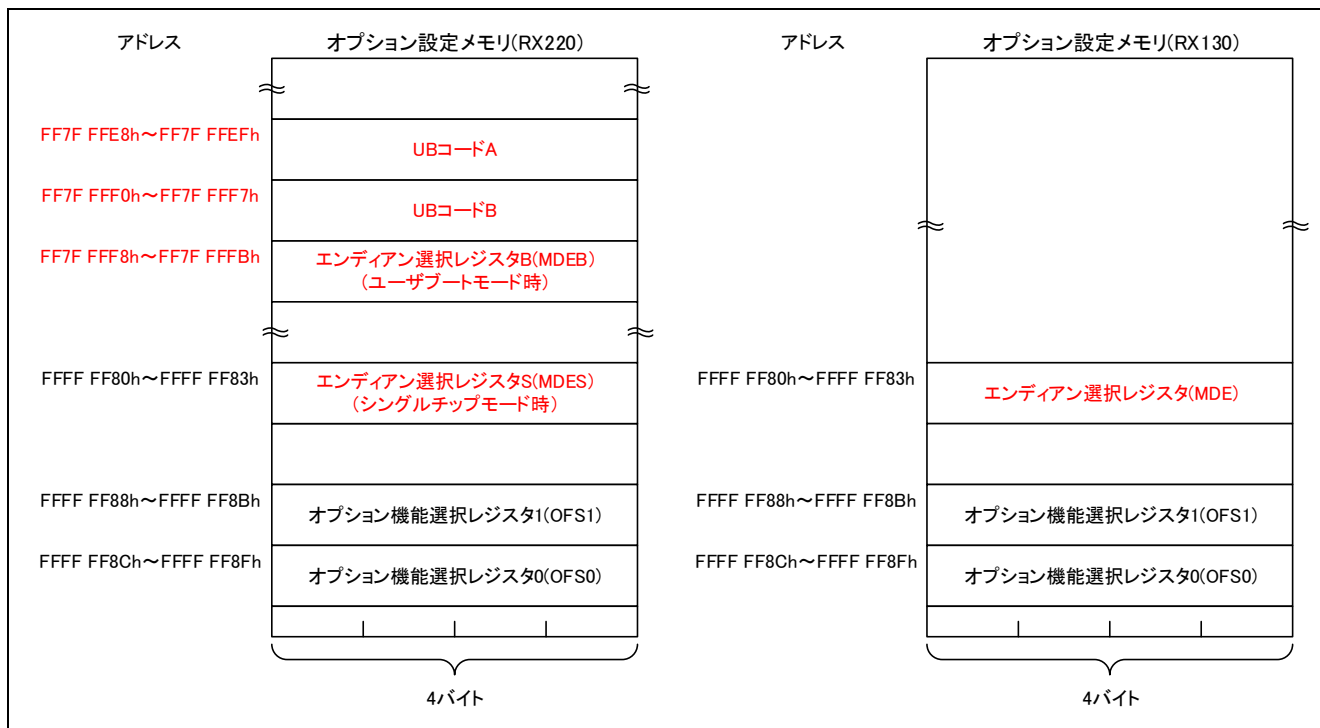 アドレス
オプション設定メモリ(RX220)
FF7F FFE8h～FF7F FFEFh
UBコードA
FF7F FFF0h～FF7F FFF7h
UBコードB
FF7F FFF8h～FF7F FFFBh
エンディアン選択レジスタB(MDEB)
(ユーザブートモード時)
FFFF FF80h～FFFF FF83h
エンディアン選択レジスタS(MDES)
(シングルチップモード時)
FFFF FF88h～FFFF FF8Bh
オプション機能選択レジスタ1(OFS1)
FFFF FF8Ch～FFFF FF8Fh
オプション機能選択レジスタ0(OFS0)
4バイト
アドレス
オプション設定メモリ(RX130)
FFFF FF80h～FFFF FF83h
エンディアン選択レジスタ(MDE)
FFFF FF88h～FFFF FF8Bh
オプション機能選択レジスタ1(OFS1)
FFFF FF8Ch～FFFF FF8Fh
オプション機能選択レジスタ0(OFS0)
4バイト